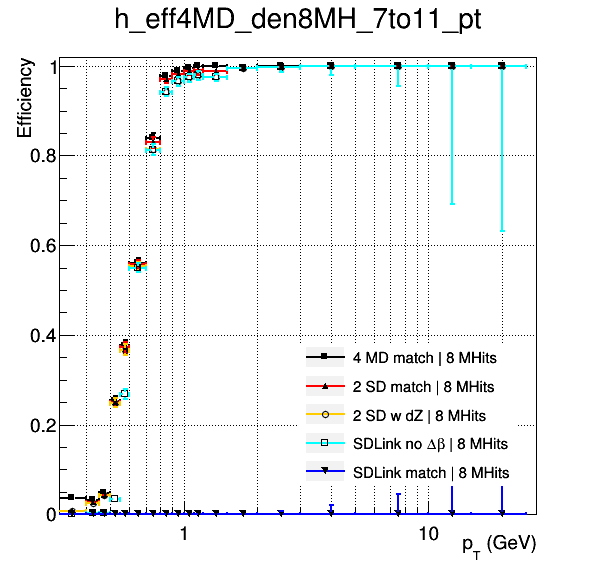 h_eff4MD_den8MH_7to11_pt
Efficiency
1
0.8
0.6
0.4
0.2
0
4 MD match | 8 MHits
2 SD match | 8 MHits
2 SD w dZ | 8 MHits
SDLink no Δβ | 8 MHits
SDLink match | 8 MHits
1
10
p_T (GeV)